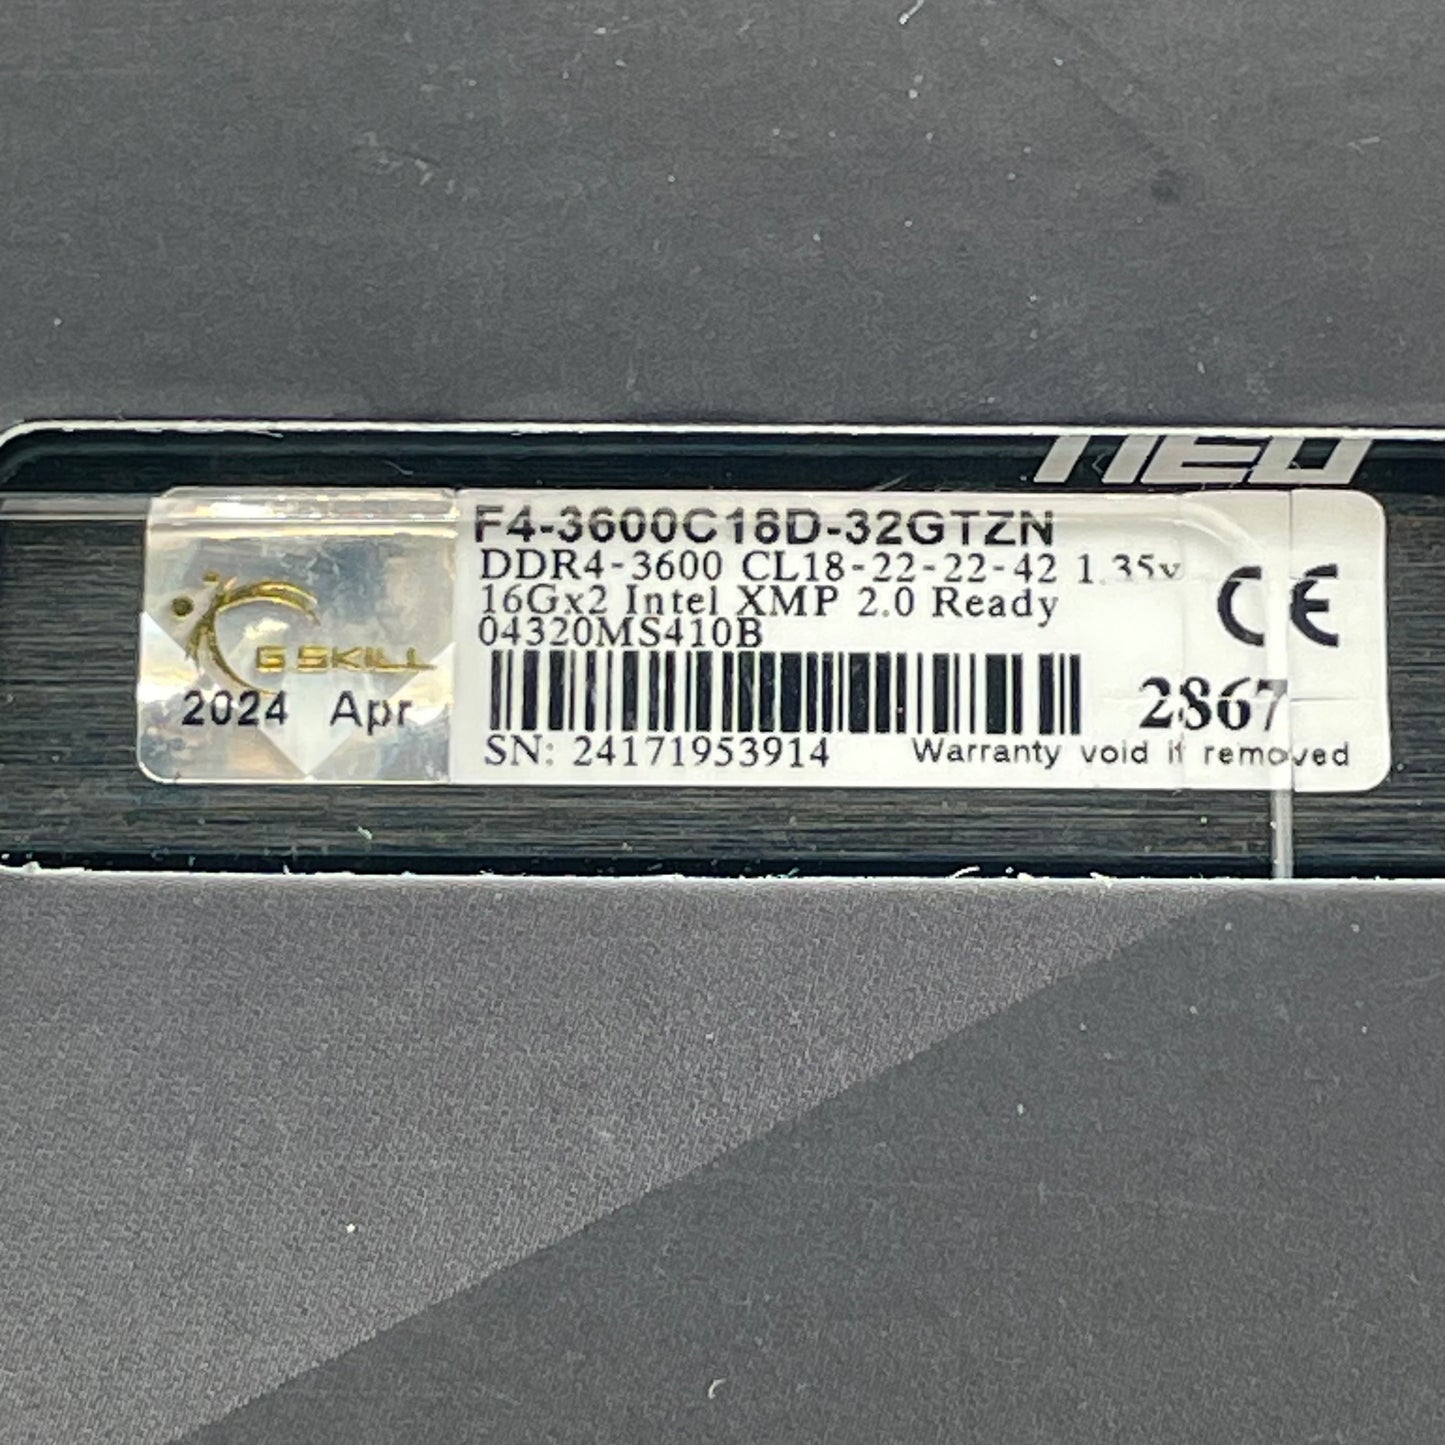 neo
F4-3600C18D-32GTZN
DDR4-3600 CL18-22-22-42 1.35v
16Gx2 Intel XMP 2.0 Ready
04320MS410B
G.SKILL
CE
2024 Apr
2867
SN: 24171953914
Warranty void if removed